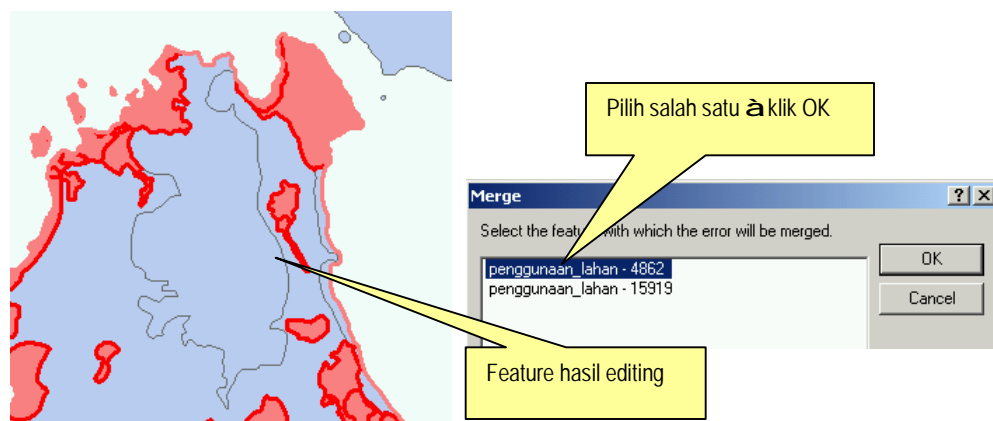 Pilih salah satu à klik OK
Merge
Select the feature with which the error will be merged.
penggunaan_lahan - 4862
penggunaan_lahan - 15919
OK
Cancel
Feature hasil editing